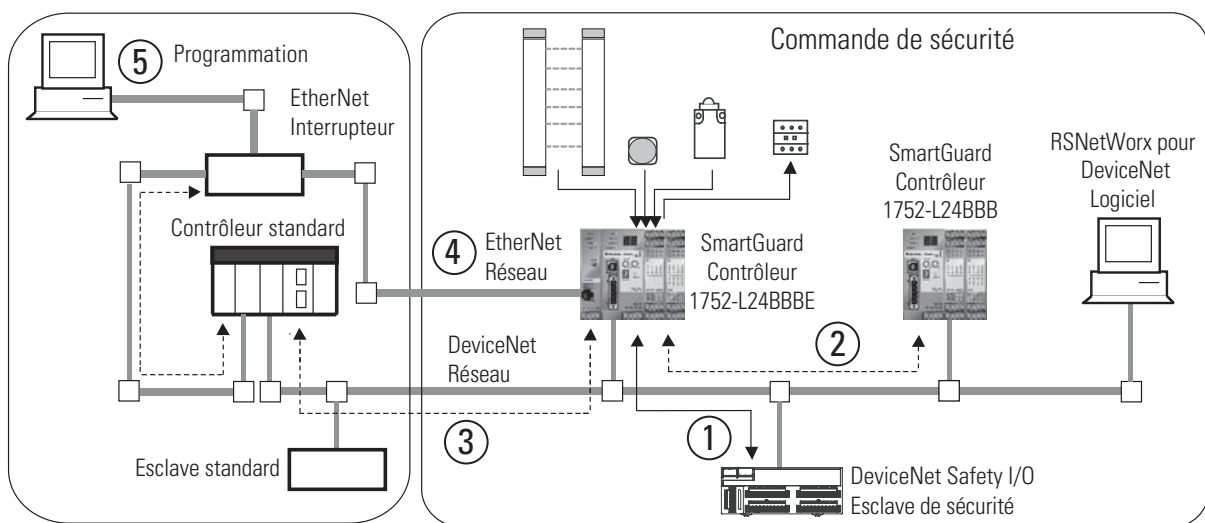 5
Programmation
EtherNet
Interrupteur
Contrôleur standard
Esclave standard
Commande de sécurité
4
EtherNet
Réseau
SmartGuard
Contrôleur
1752-L24BBBE
SmartGuard
Contrôleur
1752-L24BBB
RSNetWorx pour
DeviceNet
Logiciel
DeviceNet
Réseau
2
3
1
DeviceNet Safety I/O
Esclave de sécurité